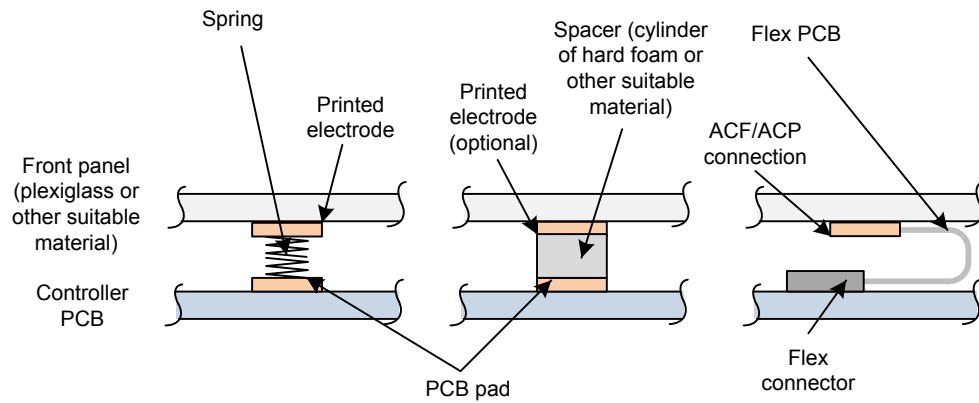 Spring
Printed
electrode
Front panel
(plexiglass or
other suitable
material)
Controller
PCB
Spacer (cylinder
of hard foam or
other suitable
material)
Printed
electrode
(optional)
PCB pad
Flex PCB
ACF/ACP
connection
Flex
connector